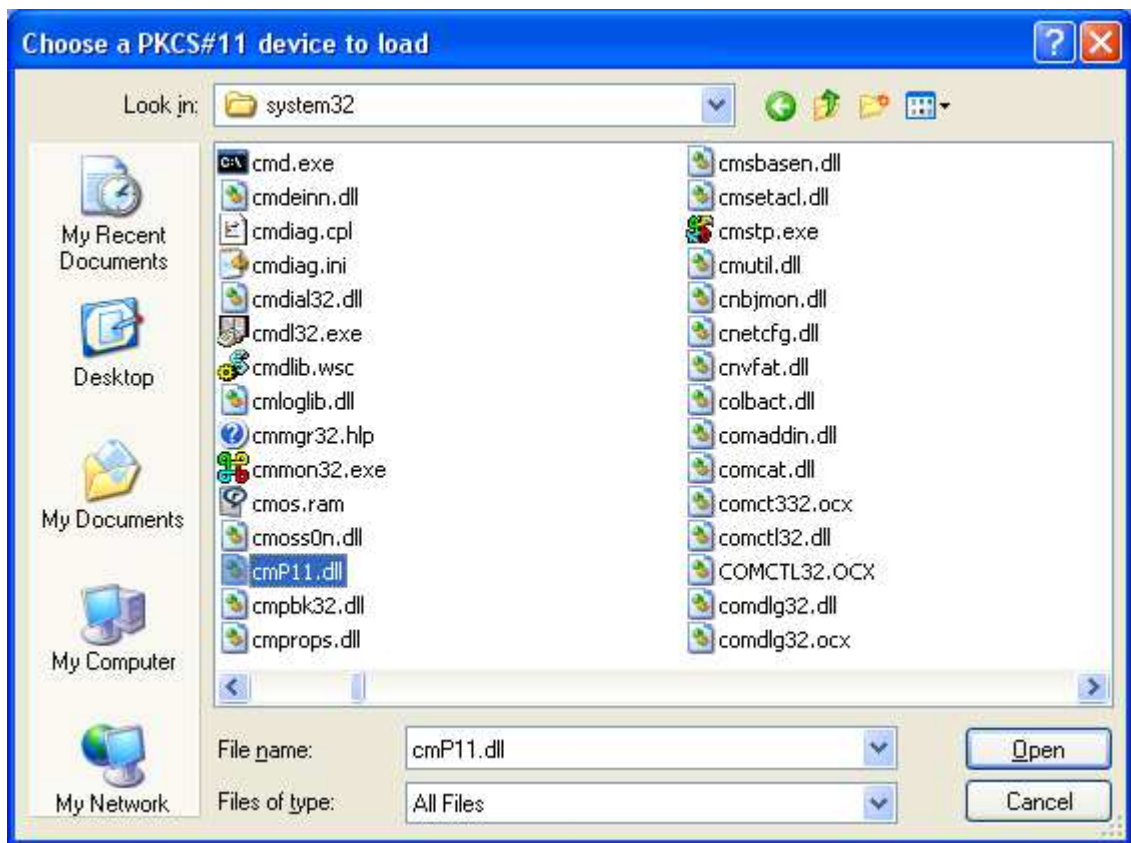 Choose a PKCS#11 device to load
Look in:
system32
My Recent
Documents
Desktop
My Documents
My Computer
My Network
C:\
cmd.exe
cmdeinn.dll
cmdiag.cpl
cmdiag.ini
cmdial32.dll
cmdl32.exe
cmdlib.wsc
cmloglib.dll
cmmgr32.hlp
cmmon32.exe
cmos.ram
cmoss0n.dll
cmP11.dll
cmpbk32.dll
cmprops.dll
cmsbasen.dll
cmsetacl.dll
cmstp.exe
cmutil.dll
cnbjmon.dll
cnetcfg.dll
cnvfat.dll
colbact.dll
comaddin.dll
comcat.dll
comct332.ocx
comctl32.dll
COMCTL32.OCX
comdlg32.dll
comdlg32.ocx
File name:
cmP11.dll
Open
Files of type:
All Files
Cancel